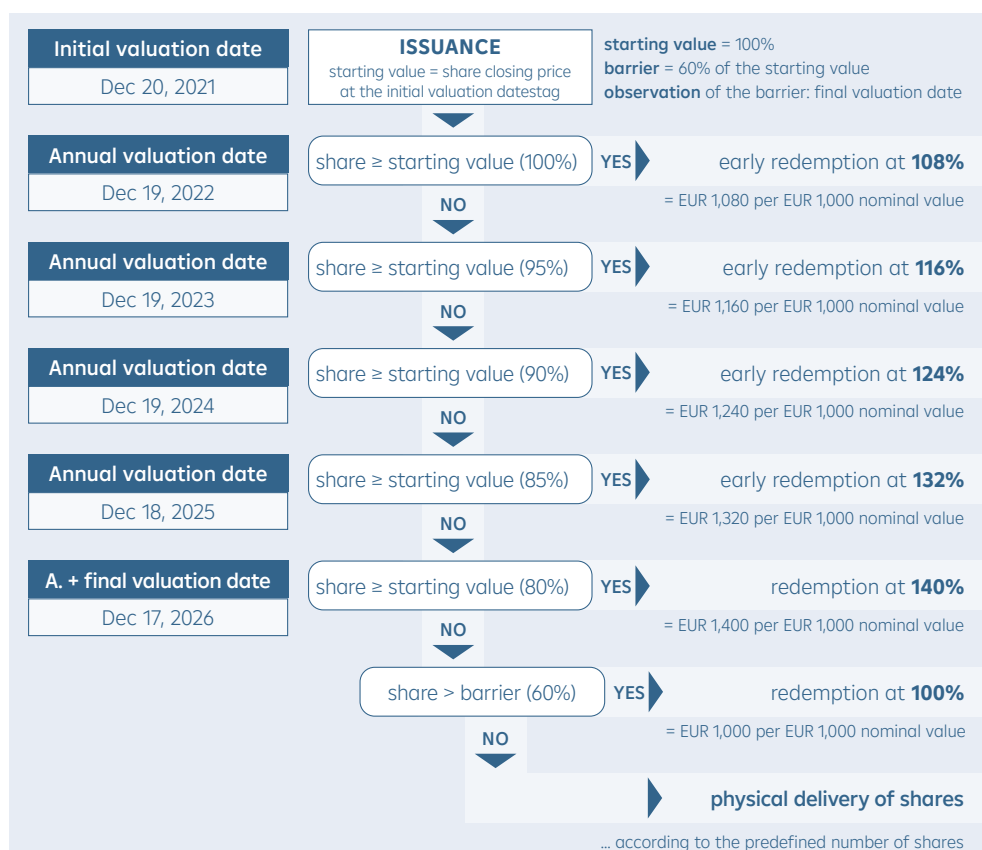 Initial valuation date
Dec 20, 2021
ISSUANCE
starting value = share closing price
at the initial valuation datestag
starting value = 100%
barrier = 60% of the starting value
observation of the barrier: final valuation date
Annual valuation date
Dec 19, 2022
share ≥ starting value (100%)
YES
early redemption at 108%
= EUR 1,080 per EUR 1,000 nominal value
NO
Annual valuation date
Dec 19, 2023
share ≥ starting value (95%)
YES
early redemption at 116%
= EUR 1,160 per EUR 1,000 nominal value
NO
Annual valuation date
Dec 19, 2024
share ≥ starting value (90%)
YES
early redemption at 124%
= EUR 1,240 per EUR 1,000 nominal value
NO
Annual valuation date
Dec 18, 2025
share ≥ starting value (85%)
YES
early redemption at 132%
= EUR 1,320 per EUR 1,000 nominal value
NO
A. + final valuation date
Dec 17, 2026
share ≥ starting value (80%)
YES
redemption at 140%
= EUR 1,400 per EUR 1,000 nominal value
NO
share > barrier (60%)
YES
redemption at 100%
= EUR 1,000 per EUR 1,000 nominal value
NO
physical delivery of shares
... according to the predefined number of shares